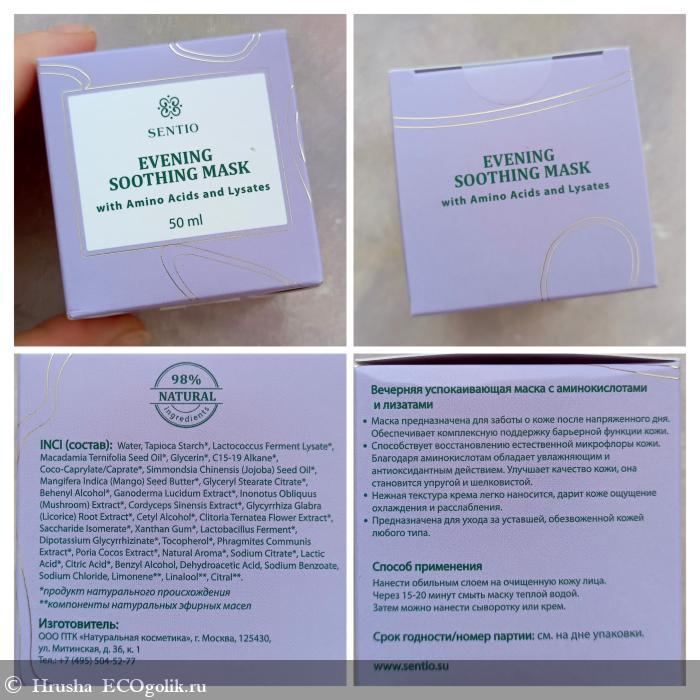 SENTIO
EVENING
SOOTHING MASK
with Amino Acids and Lysates
50 ml
EVENING
SOOTHING MASK
with Amino Acids and Lysates
98%
NATURAL
ingredients
INCI (состав): Water, Tapioca Starch*, Lactococcus Ferment Lysate*,
Macadamia Ternifolia Seed Oil*, Glycerin*, C15-19 Alkane*,
Coco-Caprylate/Caprate*, Simmondsia Chinensis (Jojoba) Seed Oil*,
Mangifera Indica (Mango) Seed Butter*, Glyceryl Stearate Citrate*,
Behenyl Alcohol*, Ganoderma Lucidum Extract*, Inonotus Obliquus
(Mushroom) Extract*, Cordyceps Sinensis Extract*, Glycyrrhiza Glabra
(Licorice) Root Extract*, Cetyl Alcohol*, Clitoria Ternatea Flower Extract*,
Saccharide Isomerate*, Xanthan Gum*, Lactobacillus Ferment*,
Dipotassium Glycyrrhizinate*, Tocopherol*, Phragmites Communis
Extract*, Poria Cocos Extract*, Natural Aroma*, Sodium Citrate*, Lactic
Acid*, Citric Acid*, Benzyl Alcohol, Dehydroacetic Acid, Sodium Benzoate,
Sodium Chloride, Limonene**, Linalool**, Citral**.
*продукт натурального происхождения
**компоненты натуральных эфирных масел
Изготовитель:
ООО ПТК «Натуральная косметика», г. Москва, 125430,
ул. Митинская, д. 36, к. 1
Тел.: +7 (495) 504-52-77
Вечерняя успокаивающая маска с аминокислотами
и лизатами
• Маска предназначена для заботы о коже после напряженного дня.
Обеспечивает комплексную поддержку барьерной функции кожи.
• Способствует восстановлению естественной микрофлоры кожи.
Благодаря аминокислотам обладает увлажняющим и
антиоксидантным действием. Улучшает качество кожи, она
становится упругой и шелковистой.
• Нежная текстура крема легко наносится, дарит коже ощущение
охлаждения и расслабления.
• Предназначена для ухода за уставшей, обезвоженной кожей
любого типа.
Способ применения
Нанести обильным слоем на очищенную кожу лица.
Через 15-20 минут смыть маску теплой водой.
Затем можно нанести сыворотку или крем.
Срок годности/номер партии: см. на дне упаковки.
www.sentio.su
© Hrusha ECOgolik.ru